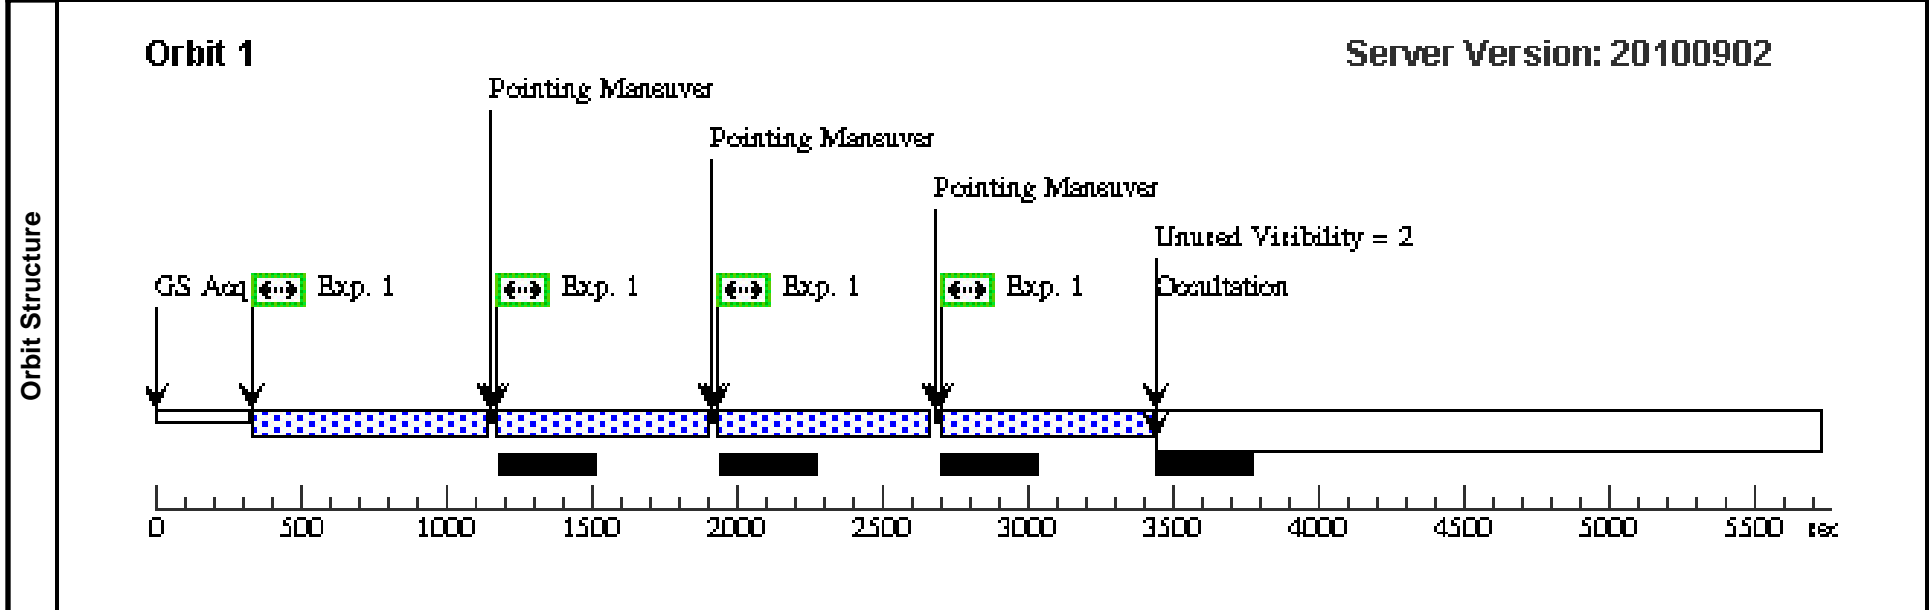 Orbit 1
Server Version: 20100902
Pointing Maneuver
Pointing Maneuver
Pointing Maneuver
Unused Visibility = 2
GS Acq Exp. 1 Exp. 1 Exp. 1 Exp. 1 Occultation
Orbit Structure
0 500 1000 1500 2000 2500 3000 3500 4000 4500 5000 5500 sec